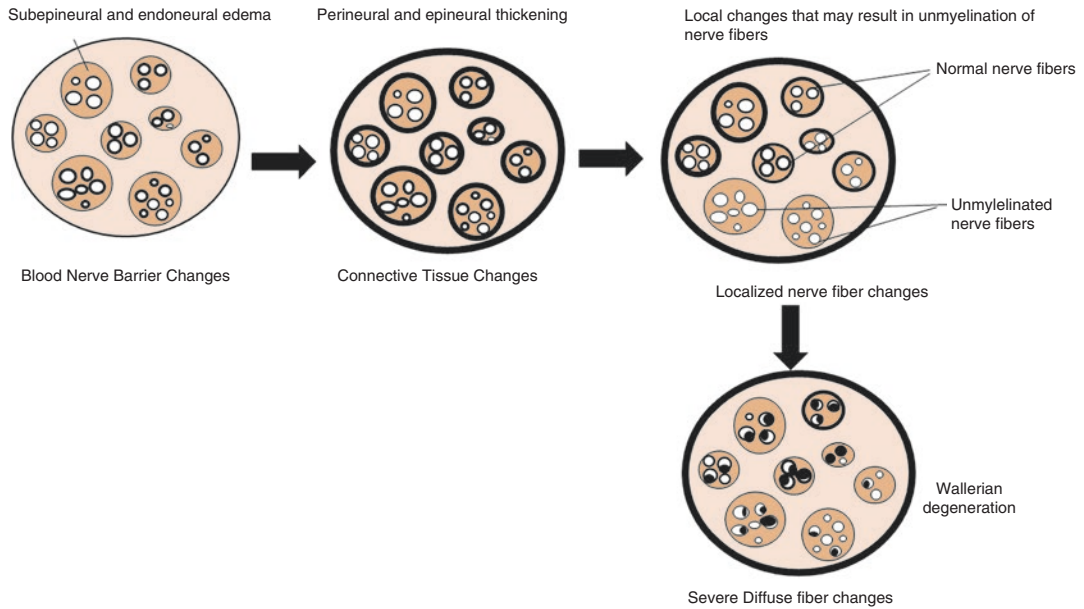 Subepineural and endoneural edema
Perineural and epineural thickening
Local changes that may result in unmyelination of
nerve fibers
Normal nerve fibers
Unmylelinated
nerve fibers
Blood Nerve Barrier Changes
Connective Tissue Changes
Localized nerve fiber changes
Wallerian
degeneration
Severe Diffuse fiber changes